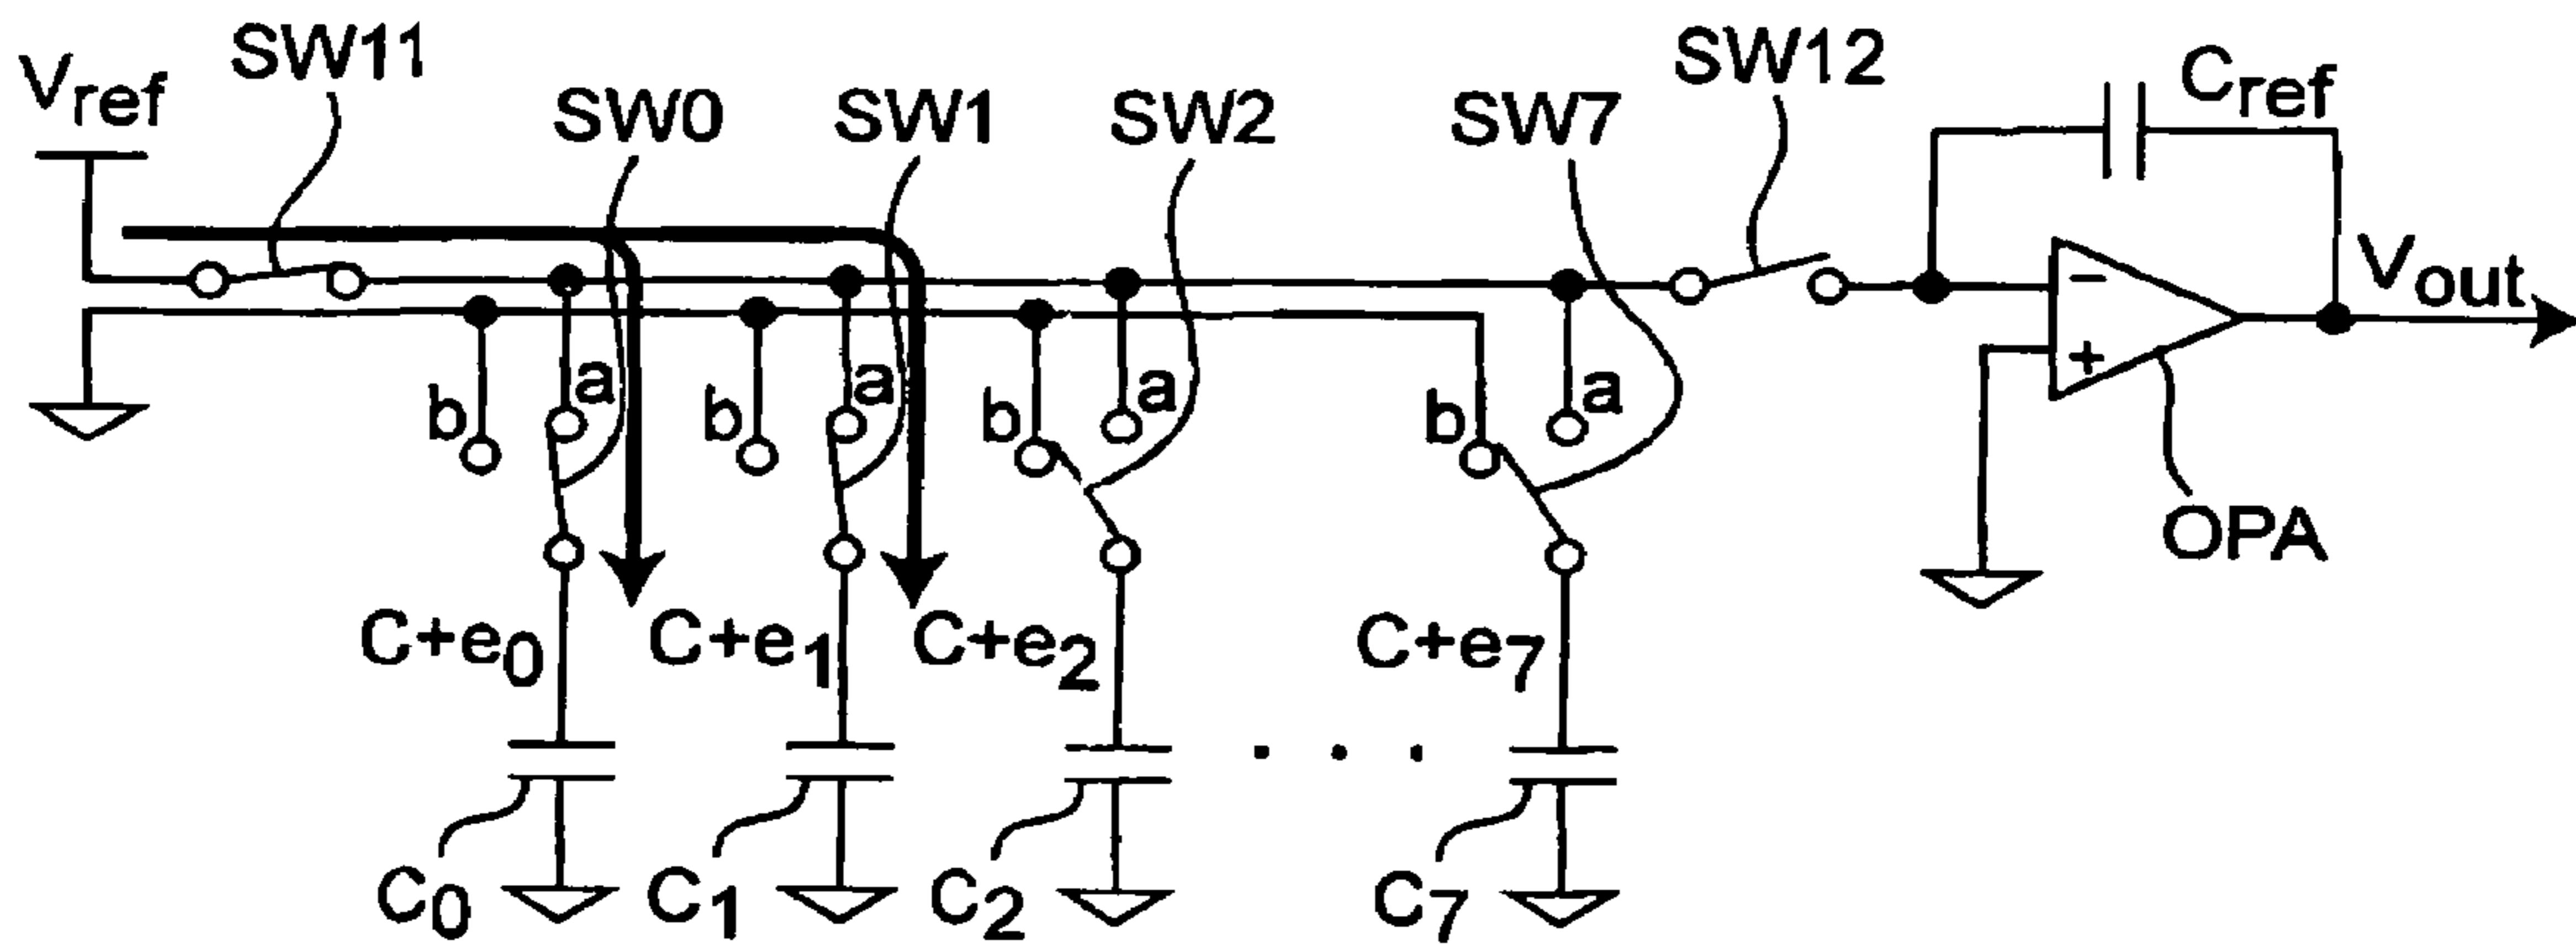 Vref
SW11
SW0
SW1
SW2
SW7
SW12
Cref
Vout
b
a
b
a
b
a
b
a
−
+
OPA
C+e0
C+e1
C+e2
C+e7
. . .
C0
C1
C2
C7